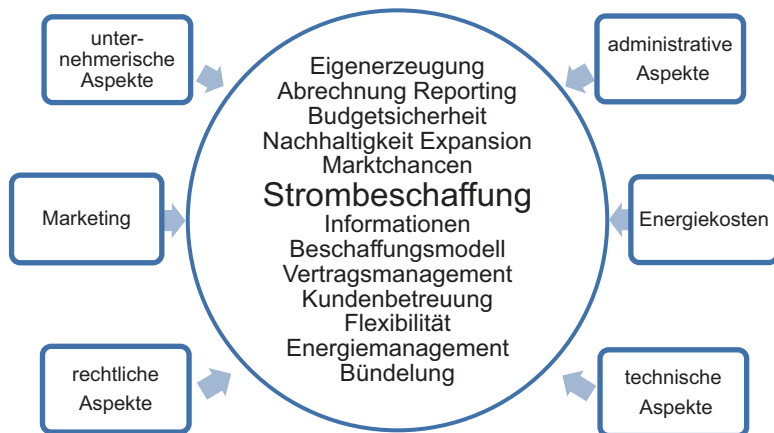 unter-
nehmerische
Aspekte
Marketing
rechtliche
Aspekte
Eigenerzeugung
Abrechnung Reporting
Budgetsicherheit
Nachhaltigkeit Expansion
Marktchancen
Strombeschaffung
Informationen
Beschaffungsmodell
Vertragsmanagement
Kundenbetreuung
Flexibilität
Energiemanagement
Bündelung
administrative
Aspekte
Energiekosten
technische
Aspekte